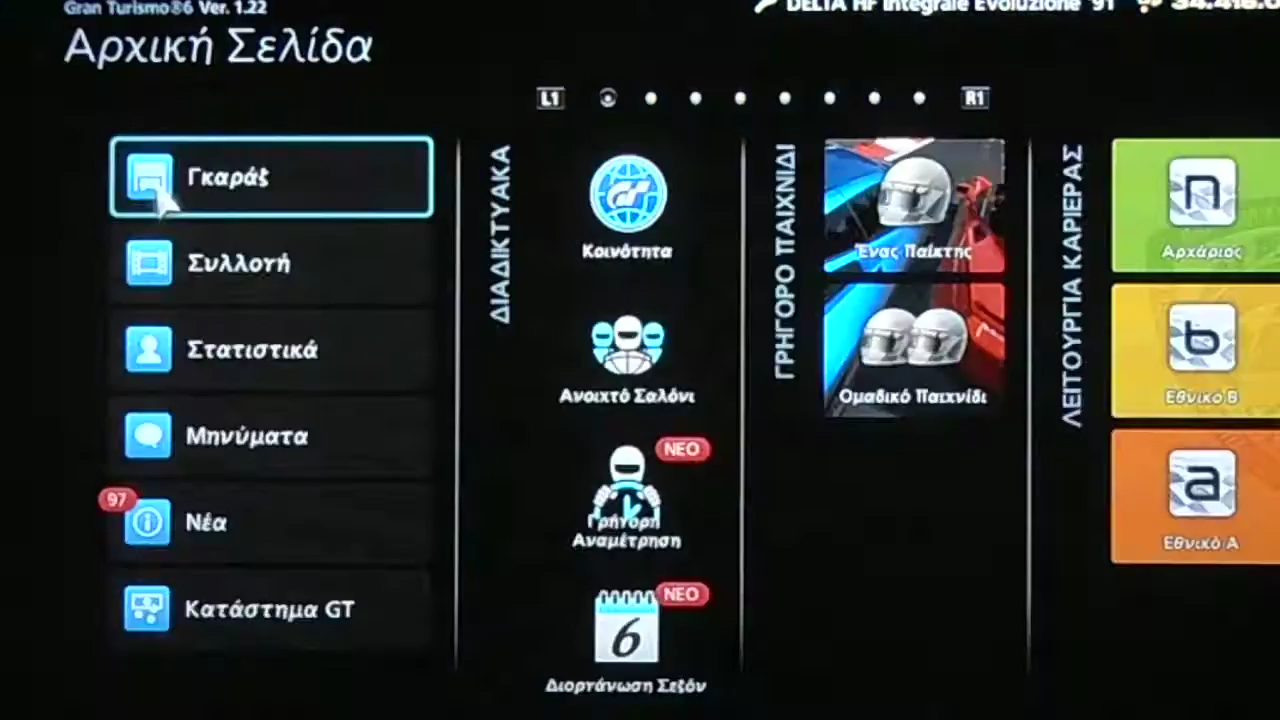 Gran Turismo®6 Ver. 1.22
DELTA HF Integrale Evoluzione '91
Αρχική Σελίδα
L1
R1
Γκαράζ
Συλλογή
Στατιστικά
Μηνύματα
97
Νέα
Κατάστημα GT
ΔΙΑΔΙΚΤΥΑΚΑ
Κοινότητα
Ανοιχτό Σαλόνι
ΝΕΟ
Γρήγορη
Αναμέτρηση
ΝΕΟ
6
Διοργάνωση Σεζόν
ΓΡΗΓΟΡΟ ΠΑΙΧΝΙΔΙ
Ένας Παίκτης
Ομαδικό Παιχνίδι
ΛΕΙΤΟΥΡΓΙΑ ΚΑΡΙΕΡΑΣ
n
Αρχάριος
b
Εθνικό Β
a
Εθνικό Α